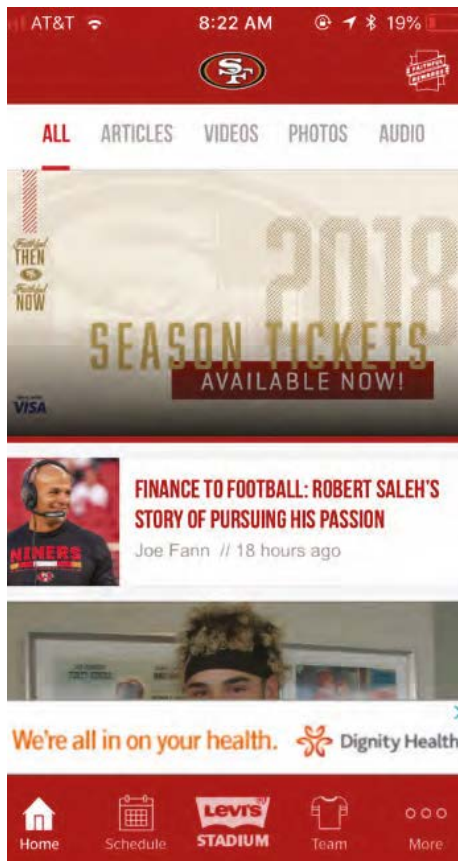 AT&T 8:22 AM 19%
SF
FAITHFUL
REWARDS
ALL ARTICLES VIDEOS PHOTOS AUDIO
2018
Faithful
THEN
Faithful
NOW
SEASON TICKETS
AVAILABLE NOW!
VISA
NINERS
FINANCE TO FOOTBALL: ROBERT SALEH'S
STORY OF PURSUING HIS PASSION
Joe Fann // 18 hours ago
We're all in on your health. Dignity Health
LEVI'S
STADIUM
Home Schedule Team More